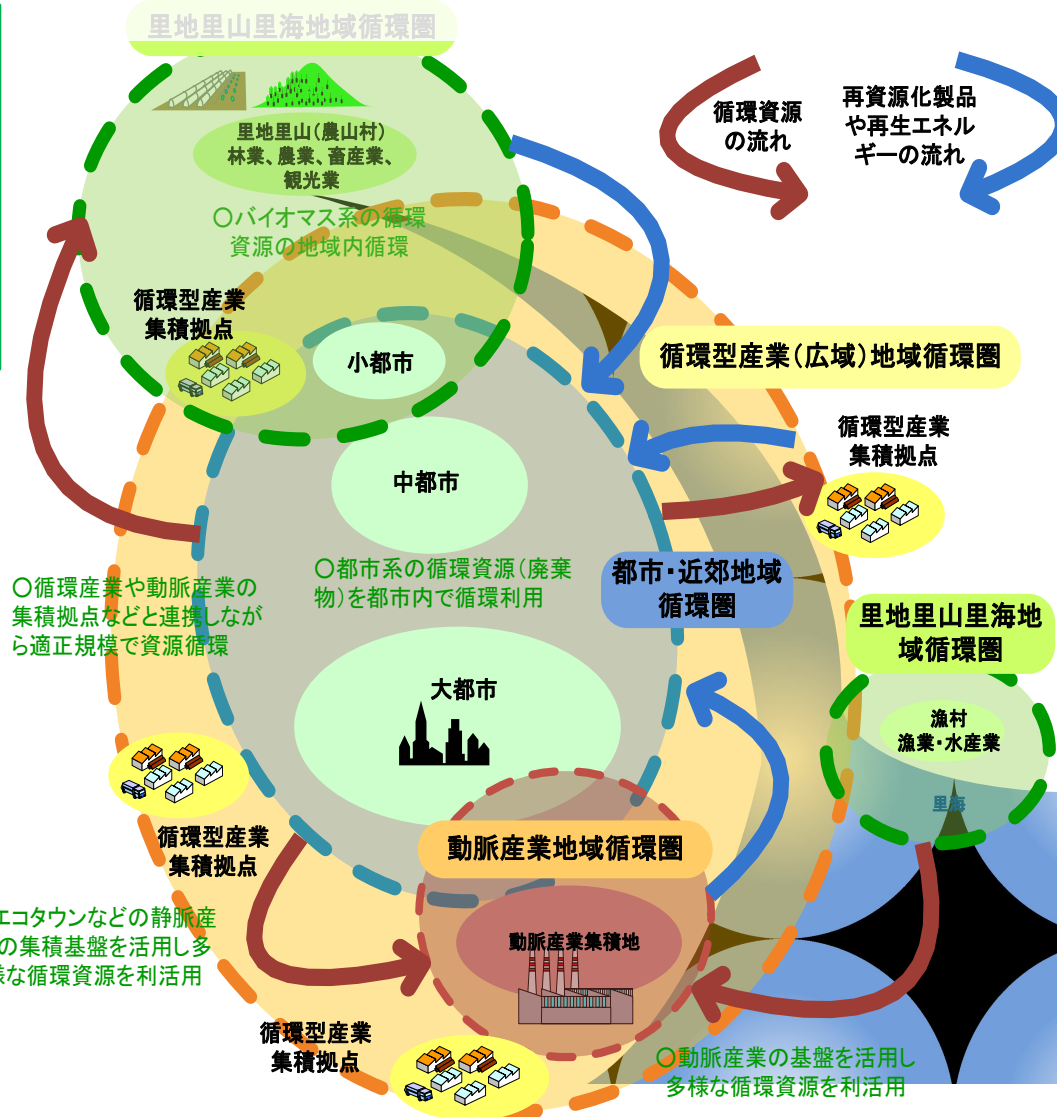 里地里山里海地域循環圏
里地里山（農山村）
林業、農業、畜産業、
観光業
○バイオマス系の循環
資源の地域内循環
循環資源
の流れ
再資源化製品
や再生エネル
ギーの流れ
循環型産業
集積拠点
小都市
循環型産業（広域）地域循環圏
循環型産業
集積拠点
中都市
○都市系の循環資源（廃棄
物）を都市内で循環利用
都市・近郊地域
循環圏
○循環産業や動脈産業の
集積拠点などと連携しなが
ら適正規模で資源循環
里地里山里海地
域循環圏
漁村
漁業・水産業
里海
大都市
循環型産業
集積拠点
動脈産業地域循環圏
エコタウンなどの静脈産
の集積基盤を活用し多
様な循環資源を利活用
動脈産業集積地
循環型産業
集積拠点
○動脈産業の基盤を活用し
多様な循環資源を利活用